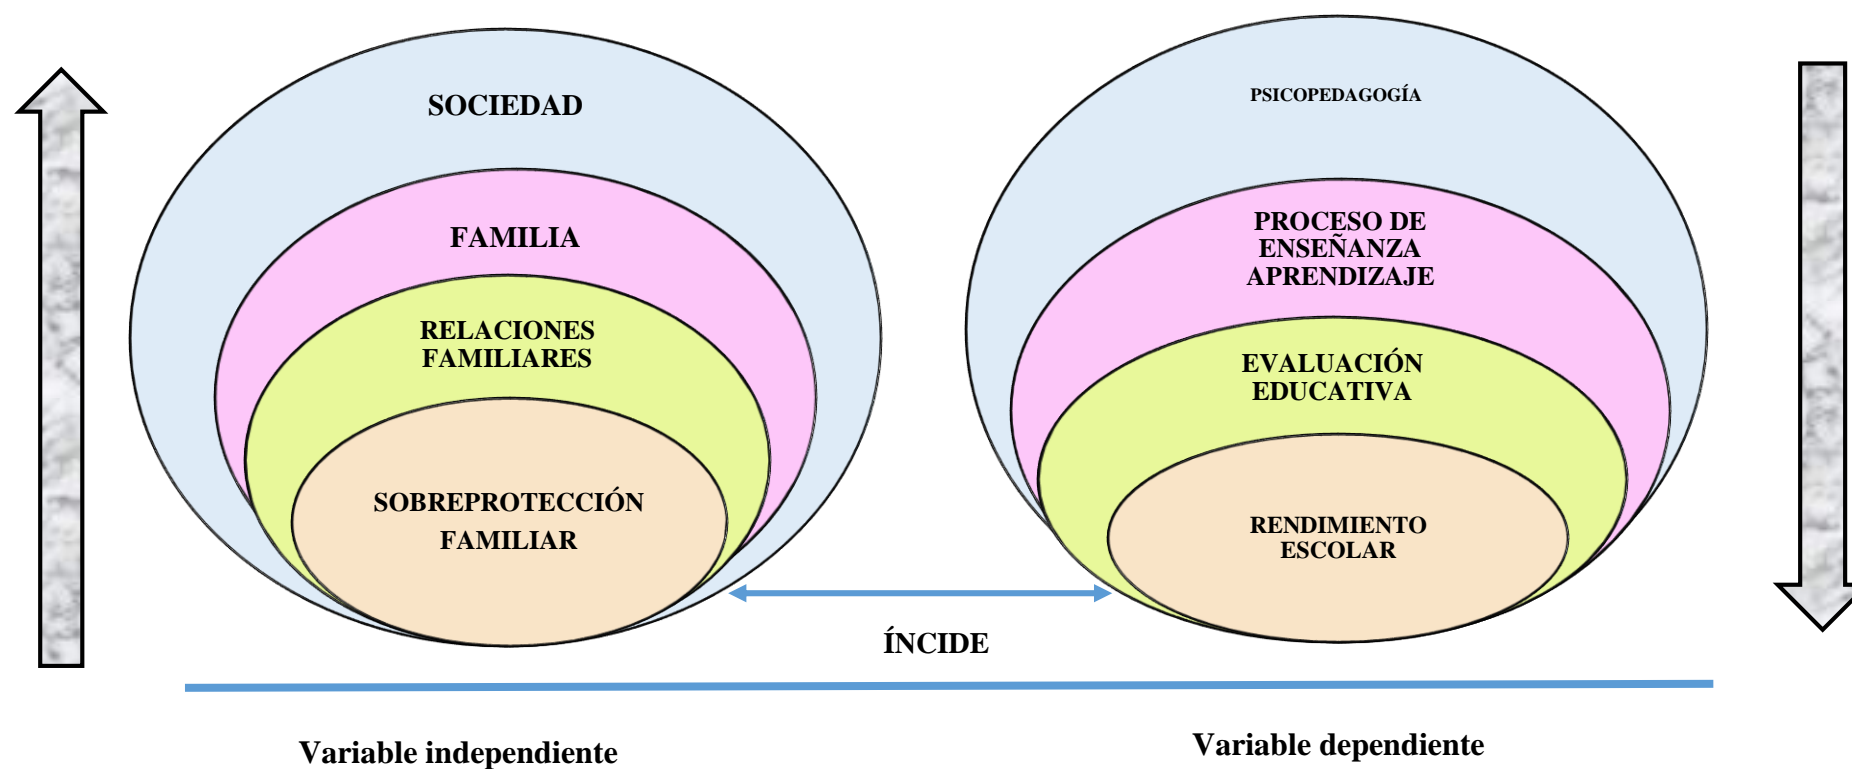 SOCIEDAD
FAMILIA
RELACIONES
FAMILIARES
SOBREPROTECCIÓN
FAMILIAR
PSICOPEDAGOGÍA
PROCESO DE
ENSEÑANZA
APRENDIZAJE
EVALUACIÓN
EDUCATIVA
RENDIMIENTO
ESCOLAR
ÍNCIDE
Variable independiente
Variable dependiente